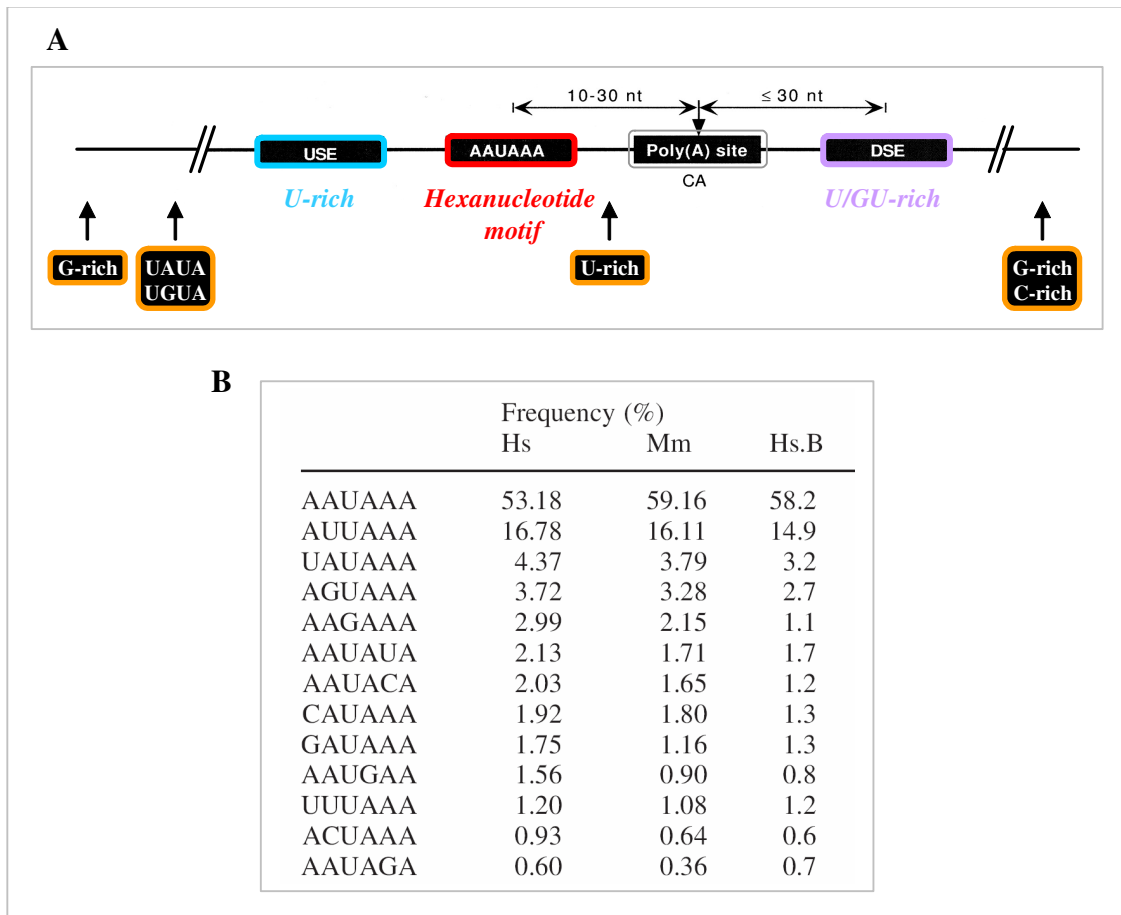 A
10-30 nt ≤ 30 nt
USE AAUAAA Poly(A) site DSE
CA
U-rich Hexanucleotide U/GU-rich
motif
G-rich UAUA U-rich G-rich
UGUA C-rich
B
Frequency (%)
Hs Mm Hs.B
AAUAAA 53.18 59.16 58.2
AUUAAA 16.78 16.11 14.9
UAUAAA 4.37 3.79 3.2
AGUAAA 3.72 3.28 2.7
AAGAAA 2.99 2.15 1.1
AAUAUA 2.13 1.71 1.7
AAUACA 2.03 1.65 1.2
CAUAAA 1.92 1.80 1.3
GAUAAA 1.75 1.16 1.3
AAUGAA 1.56 0.90 0.8
UUUAAA 1.20 1.08 1.2
ACUAAA 0.93 0.64 0.6
AAUAGA 0.60 0.36 0.7